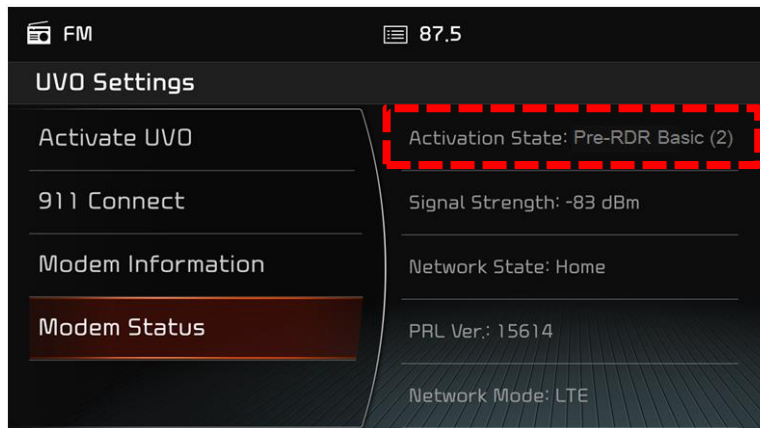 FM 87.5
UVO Settings
Activate UVO
911 Connect
Modem Information
Modem Status
Activation State: Pre-RDR Basic (2)
Signal Strength: -83 dBm
Network State: Home
PRL Ver.: 15614
Network Mode: LTE